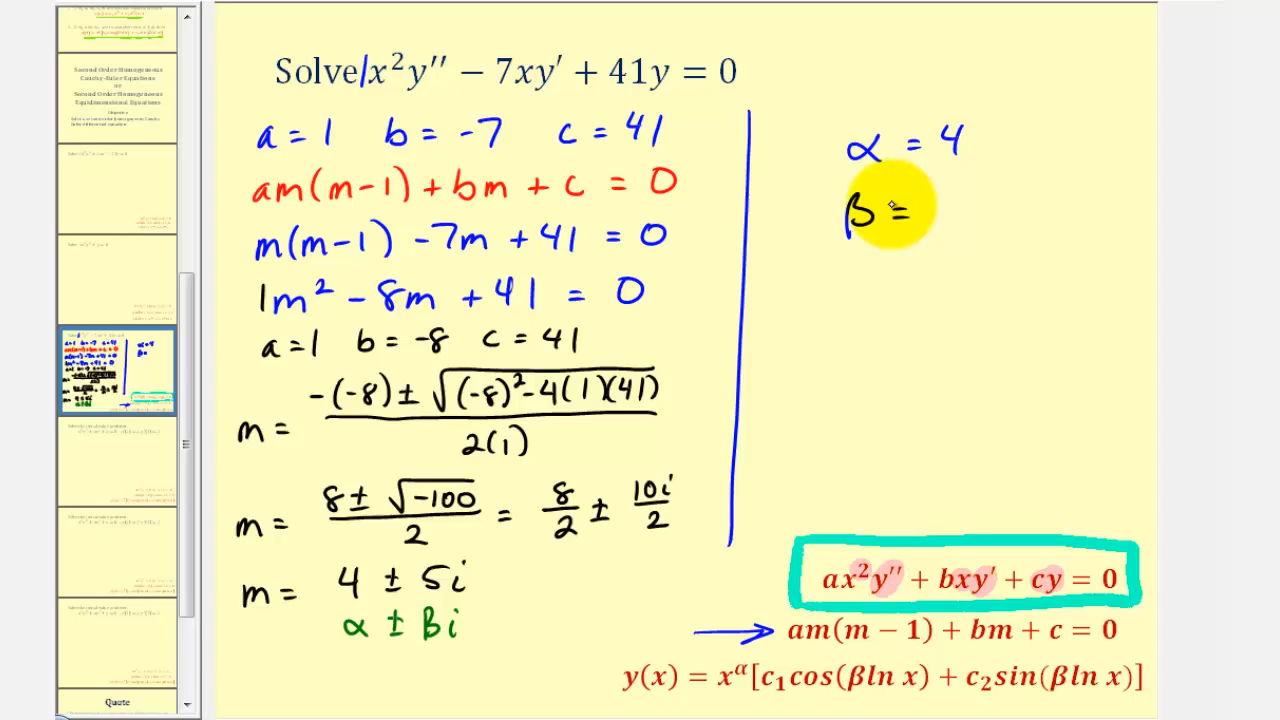 Second Order Homogeneous
Cauchy-Euler Equations
or
Second Order Homogeneous
Equidimensional Equations
Quote
Solve 1x²y′′ − 7xy′ + 41y = 0
a = 1 b = -7 c = 41
am(m-1) + bm + c = 0
m(m-1) -7m + 41 = 0
1m² - 8m + 41 = 0
a = 1 b = -8 c = 41
m = (-(-8) ± √((-8)² - 4(1)(41))) / 2(1)
m = (8 ± √-100) / 2 = 8/2 ± 10i/2
m = 4 ± 5i
α ± βi
α = 4
β =
ax²y′′ + bxy′ + cy = 0
am(m − 1) + bm + c = 0
y(x) = x^α[c₁cos(βln x) + c₂sin(βln x)]